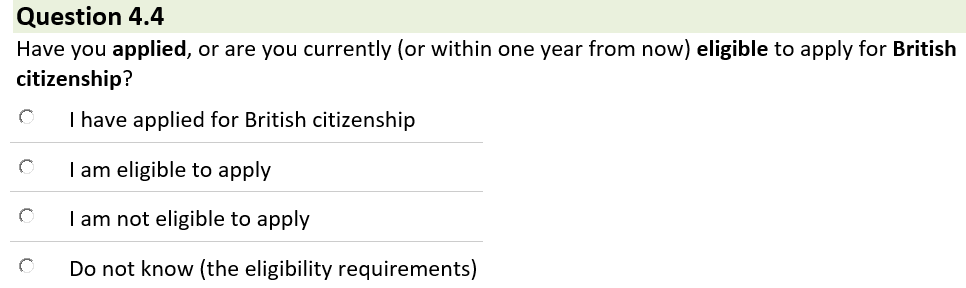 Question 4.4
Have you applied, or are you currently (or within one year from now) eligible to apply for British
citizenship?
I have applied for British citizenship
I am eligible to apply
I am not eligible to apply
Do not know (the eligibility requirements)